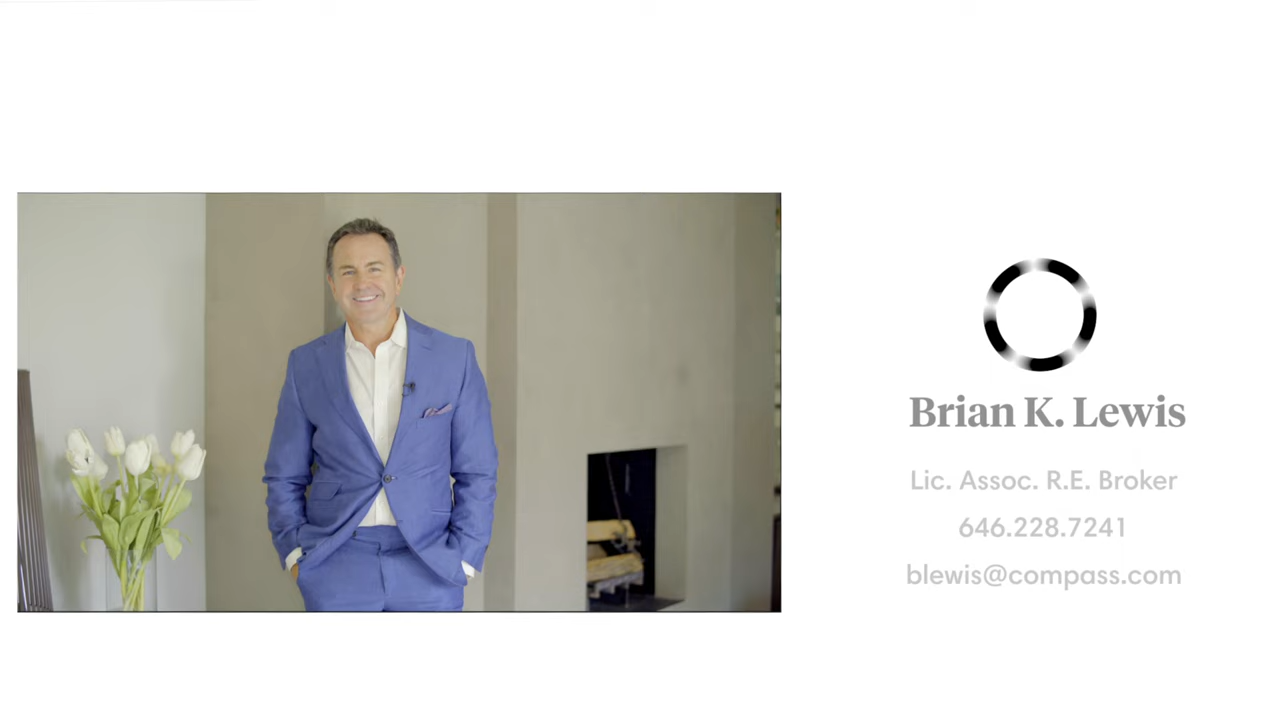 Brian K. Lewis
Lic. Assoc. R.E. Broker
646.228.7241
blewis@compass.com